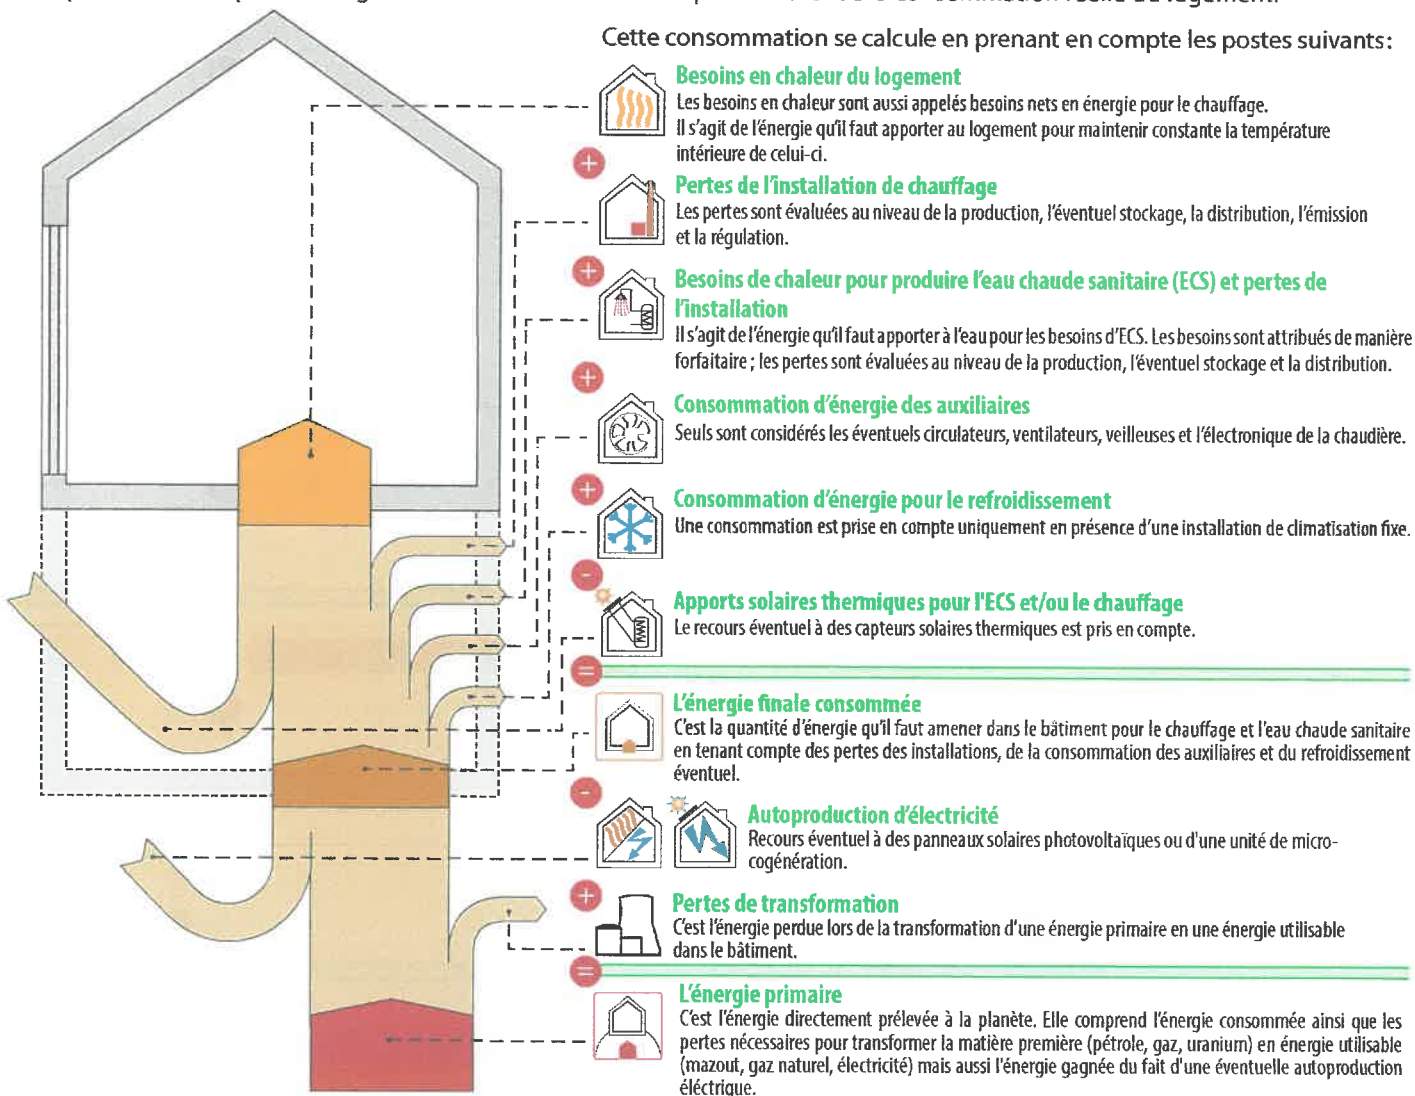 Cette consommation se calcule en prenant en compte les postes suivants:
Besoins en chaleur du logement
Les besoins en chaleur sont aussi appelés besoins nets en énergie pour le chauffage.
Il s'agit de l'énergie qu'il faut apporter au logement pour maintenir constante la température
intérieure de celui-ci.
+
Pertes de l'installation de chauffage
Les pertes sont évaluées au niveau de la production, l'éventuel stockage, la distribution, l'émission
et la régulation.
+
Besoins de chaleur pour produire l'eau chaude sanitaire (ECS) et pertes de
l'installation
Il s'agit de l'énergie qu'il faut apporter à l'eau pour les besoins d'ECS. Les besoins sont attribués de manière
forfaitaire ; les pertes sont évaluées au niveau de la production, l'éventuel stockage et la distribution.
+
Consommation d'énergie des auxiliaires
Seuls sont considérés les éventuels circulateurs, ventilateurs, veilleuses et l'électronique de la chaudière.
+
Consommation d'énergie pour le refroidissement
Une consommation est prise en compte uniquement en présence d'une installation de climatisation fixe.
-
Apports solaires thermiques pour l'ECS et/ou le chauffage
Le recours éventuel à des capteurs solaires thermiques est pris en compte.
=
L'énergie finale consommée
C'est la quantité d'énergie qu'il faut amener dans le bâtiment pour le chauffage et l'eau chaude sanitaire
en tenant compte des pertes des installations, de la consommation des auxiliaires et du refroidissement
éventuel.
-
Autoproduction d'électricité
Recours éventuel à des panneaux solaires photovoltaïques ou d'une unité de micro-
cogénération.
+
Pertes de transformation
C'est l'énergie perdue lors de la transformation d'une énergie primaire en une énergie utilisable
dans le bâtiment.
=
L'énergie primaire
C'est l'énergie directement prélevée à la planète. Elle comprend l'énergie consommée ainsi que les
pertes nécessaires pour transformer la matière première (pétrole, gaz, uranium) en énergie utilisable
(mazout, gaz naturel, électricité) mais aussi l'énergie gagnée du fait d'une éventuelle autoproduction
éléctrique.